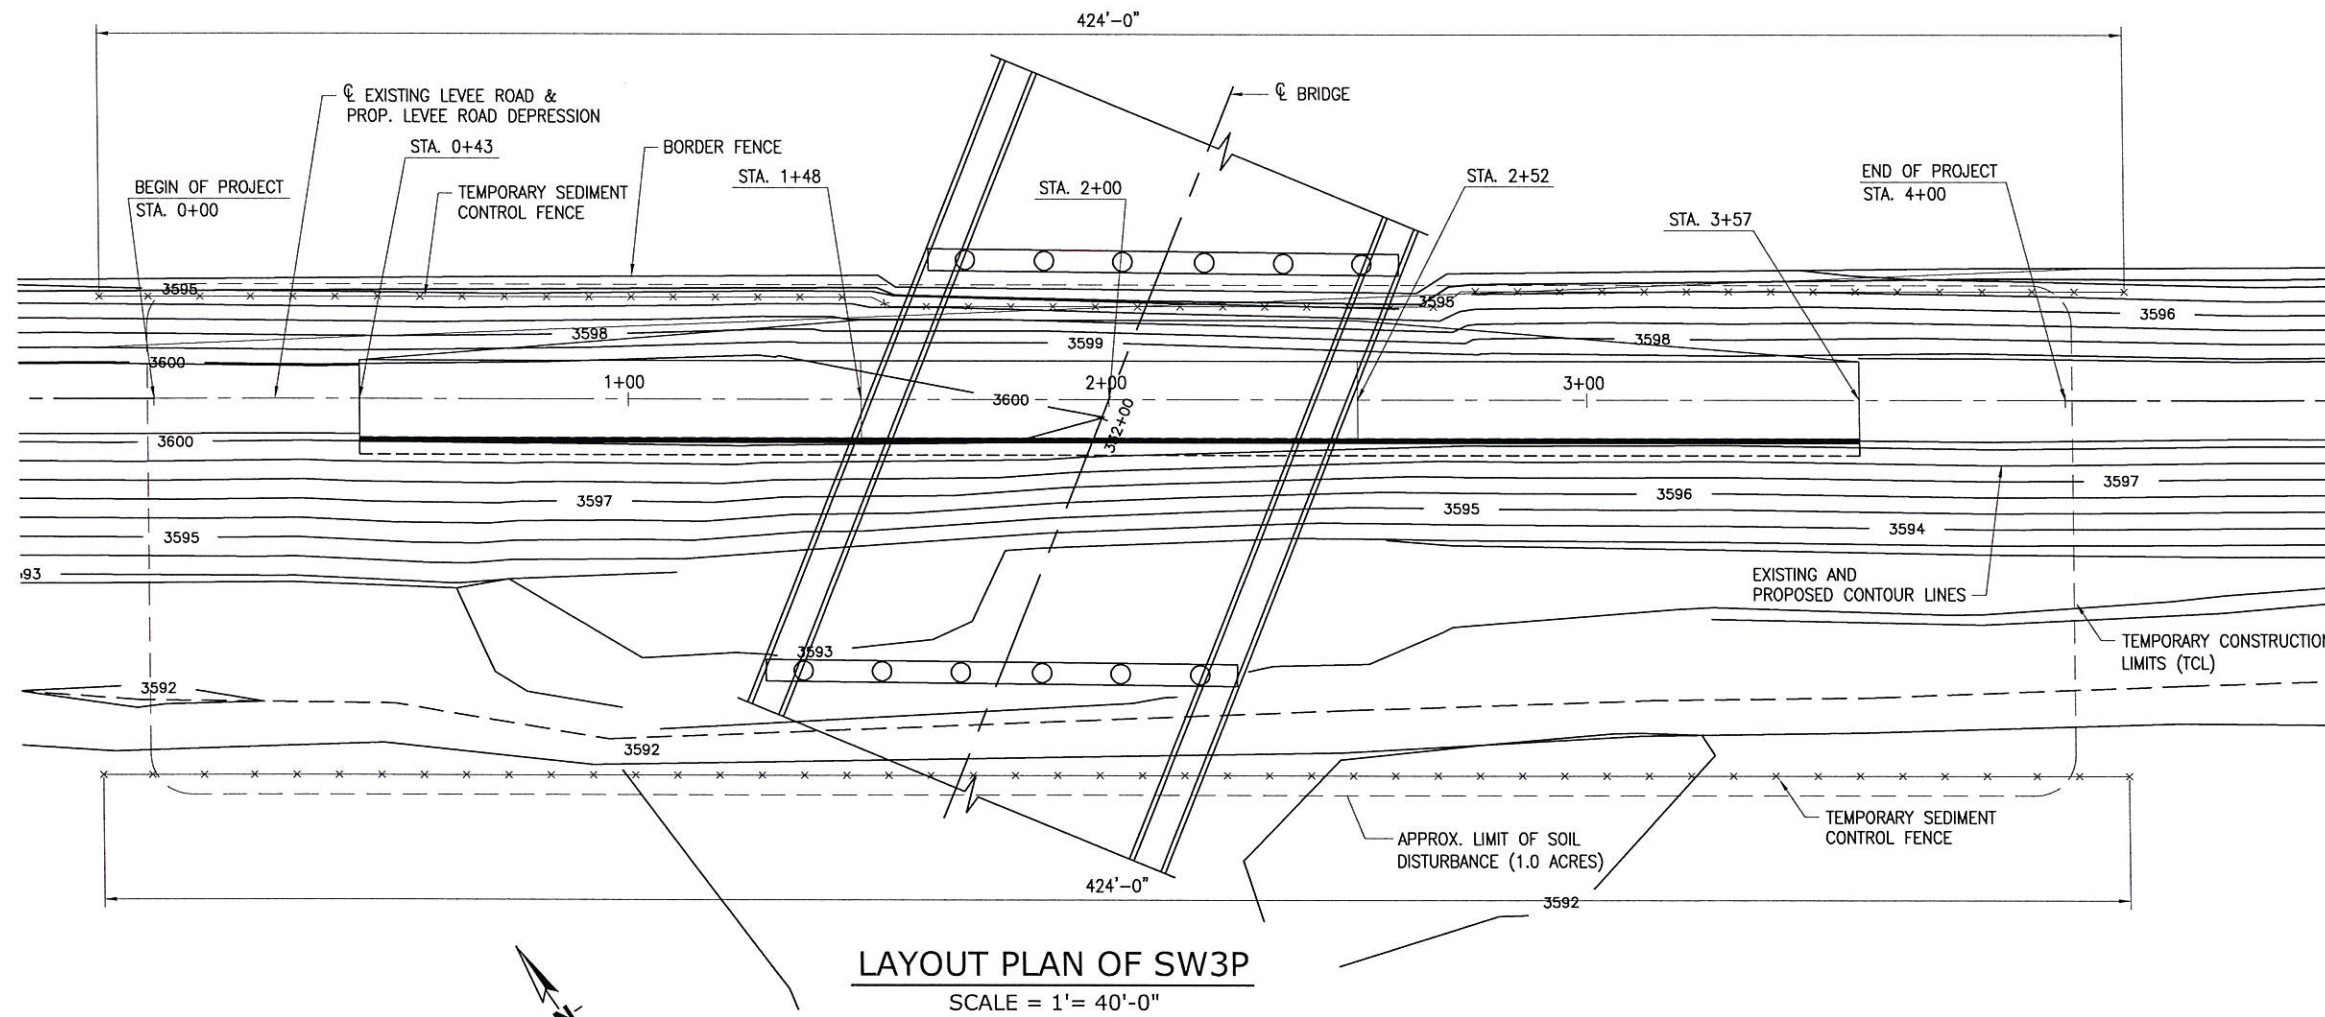 424'-0"
℄ EXISTING LEVEE ROAD &
PROP. LEVEE ROAD DEPRESSION
℄ BRIDGE
STA. 0+43
BORDER FENCE
STA. 1+48
STA. 2+00
STA. 2+52
END OF PROJECT
STA. 4+00
BEGIN OF PROJECT
STA. 0+00
TEMPORARY SEDIMENT
CONTROL FENCE
STA. 3+57
3595
3595
3596
3598
3599
3598
3600
1+00
2+00
3+00
3600
332+00
3600
3597
3597
3596
3595
3594
3595
93
EXISTING AND
PROPOSED CONTOUR LINES
TEMPORARY CONSTRUCTION
LIMITS (TCL)
3593
3592
3592
TEMPORARY SEDIMENT
CONTROL FENCE
APPROX. LIMIT OF SOIL
DISTURBANCE (1.0 ACRES)
424'-0"
3592
LAYOUT PLAN OF SW3P
SCALE = 1'= 40'-0"